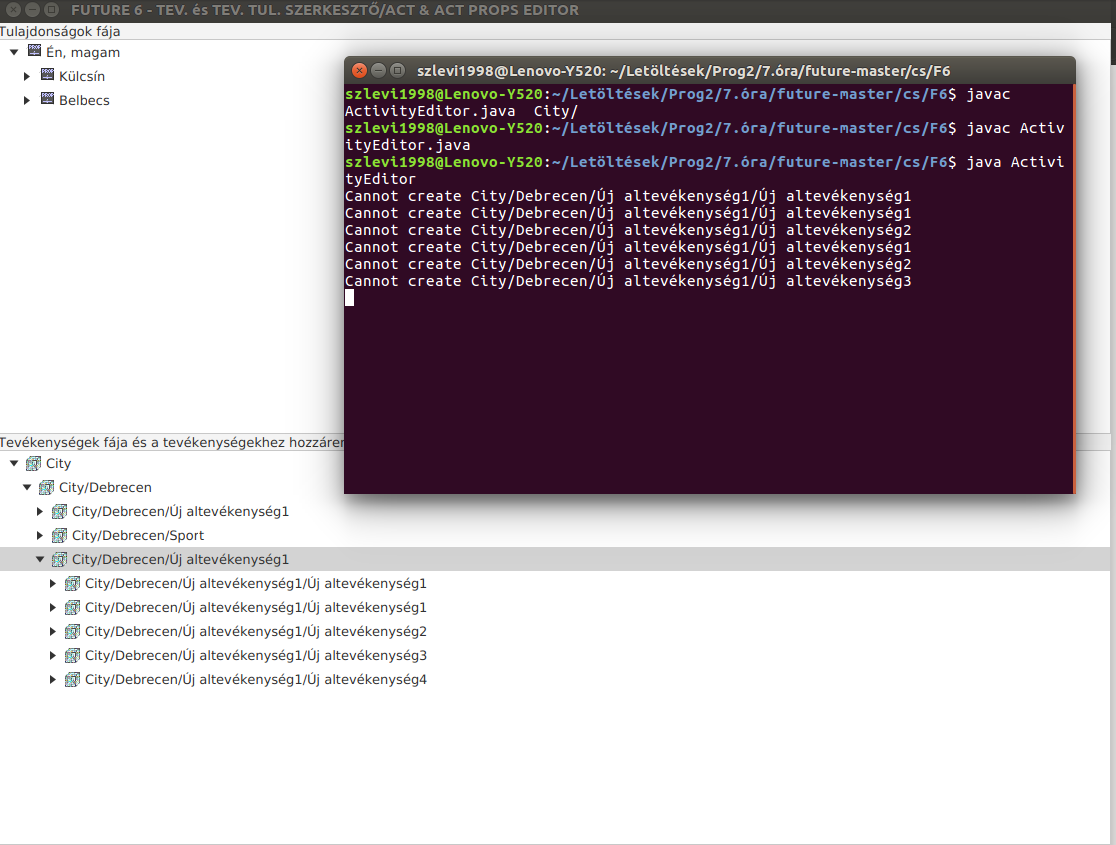 FUTURE 6 - TEV. és TEV. TUL. SZERKESZTŐ/ACT & ACT PROPS EDITOR
Tulajdonságok fája
Én, magam
Külcsín
Belbecs
szlevi1998@Lenovo-Y520: ~/Letöltések/Prog2/7.óra/future-master/cs/F6
szlevi1998@Lenovo-Y520:~/Letöltések/Prog2/7.óra/future-master/cs/F6$ javac
ActivityEditor.java  City/
szlevi1998@Lenovo-Y520:~/Letöltések/Prog2/7.óra/future-master/cs/F6$ javac Activ
ityEditor.java
szlevi1998@Lenovo-Y520:~/Letöltések/Prog2/7.óra/future-master/cs/F6$ java Activi
tyEditor
Cannot create City/Debrecen/Új altevékenység1/Új altevékenység1
Cannot create City/Debrecen/Új altevékenység1/Új altevékenység1
Cannot create City/Debrecen/Új altevékenység1/Új altevékenység2
Cannot create City/Debrecen/Új altevékenység1/Új altevékenység1
Cannot create City/Debrecen/Új altevékenység1/Új altevékenység2
Cannot create City/Debrecen/Új altevékenység1/Új altevékenység3
Tevékenységek fája és a tevékenységekhez hozzáren
City
City/Debrecen
City/Debrecen/Új altevékenység1
City/Debrecen/Sport
City/Debrecen/Új altevékenység1
City/Debrecen/Új altevékenység1/Új altevékenység1
City/Debrecen/Új altevékenység1/Új altevékenység1
City/Debrecen/Új altevékenység1/Új altevékenység2
City/Debrecen/Új altevékenység1/Új altevékenység3
City/Debrecen/Új altevékenység1/Új altevékenység4